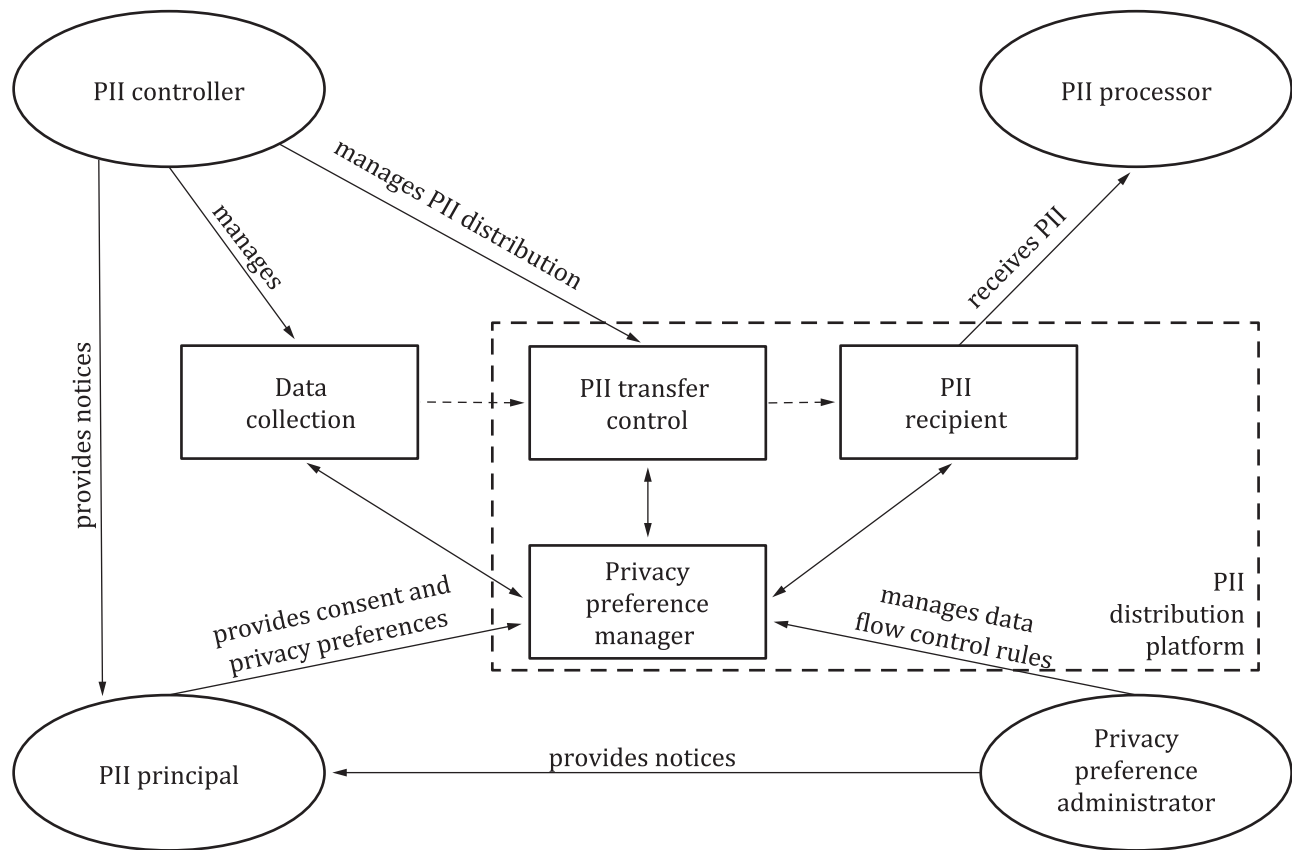 PII controller
PII processor
manages PII distribution
manages
receives PII
provides notices
Data
collection
PII transfer
control
PII
recipient
Privacy
preference
manager
PII
distribution
platform
provides consent and
privacy preferences
manages data
flow control rules
PII principal
provides notices
Privacy
preference
administrator